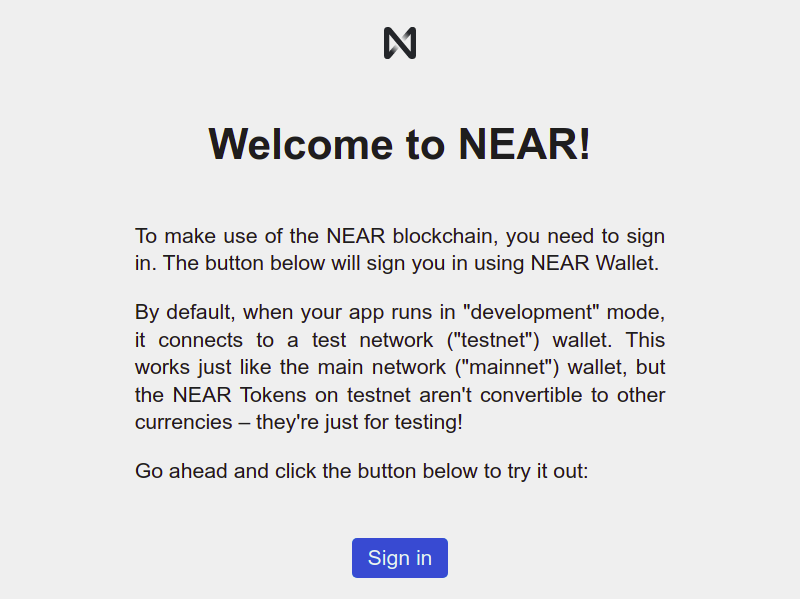 Welcome to NEAR!
To make use of the NEAR blockchain, you need to sign
in. The button below will sign you in using NEAR Wallet.
By default, when your app runs in "development" mode,
it connects to a test network ("testnet") wallet. This
works just like the main network ("mainnet") wallet, but
the NEAR Tokens on testnet aren't convertible to other
currencies – they're just for testing!
Go ahead and click the button below to try it out:
Sign in